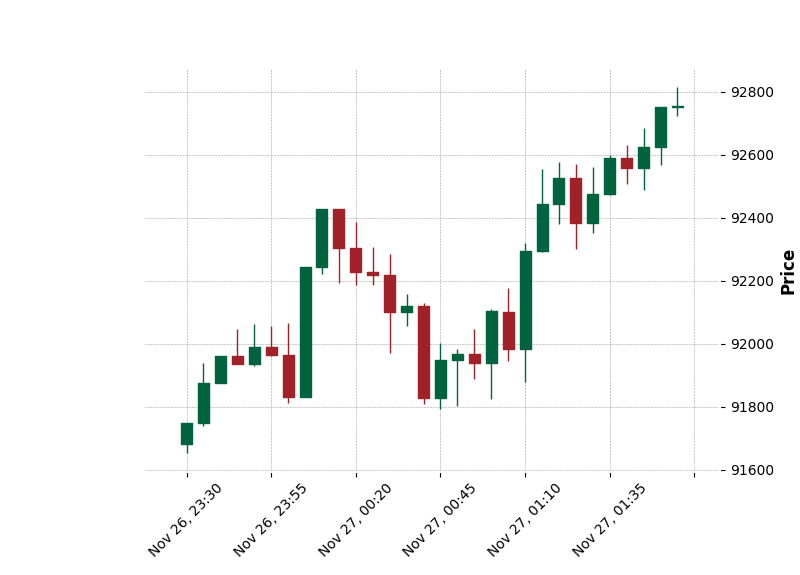 92800
92600
92400
92200
92000
91800
91600
Price
Nov 26, 23:30
Nov 26, 23:55
Nov 27, 00:20
Nov 27, 00:45
Nov 27, 01:10
Nov 27, 01:35